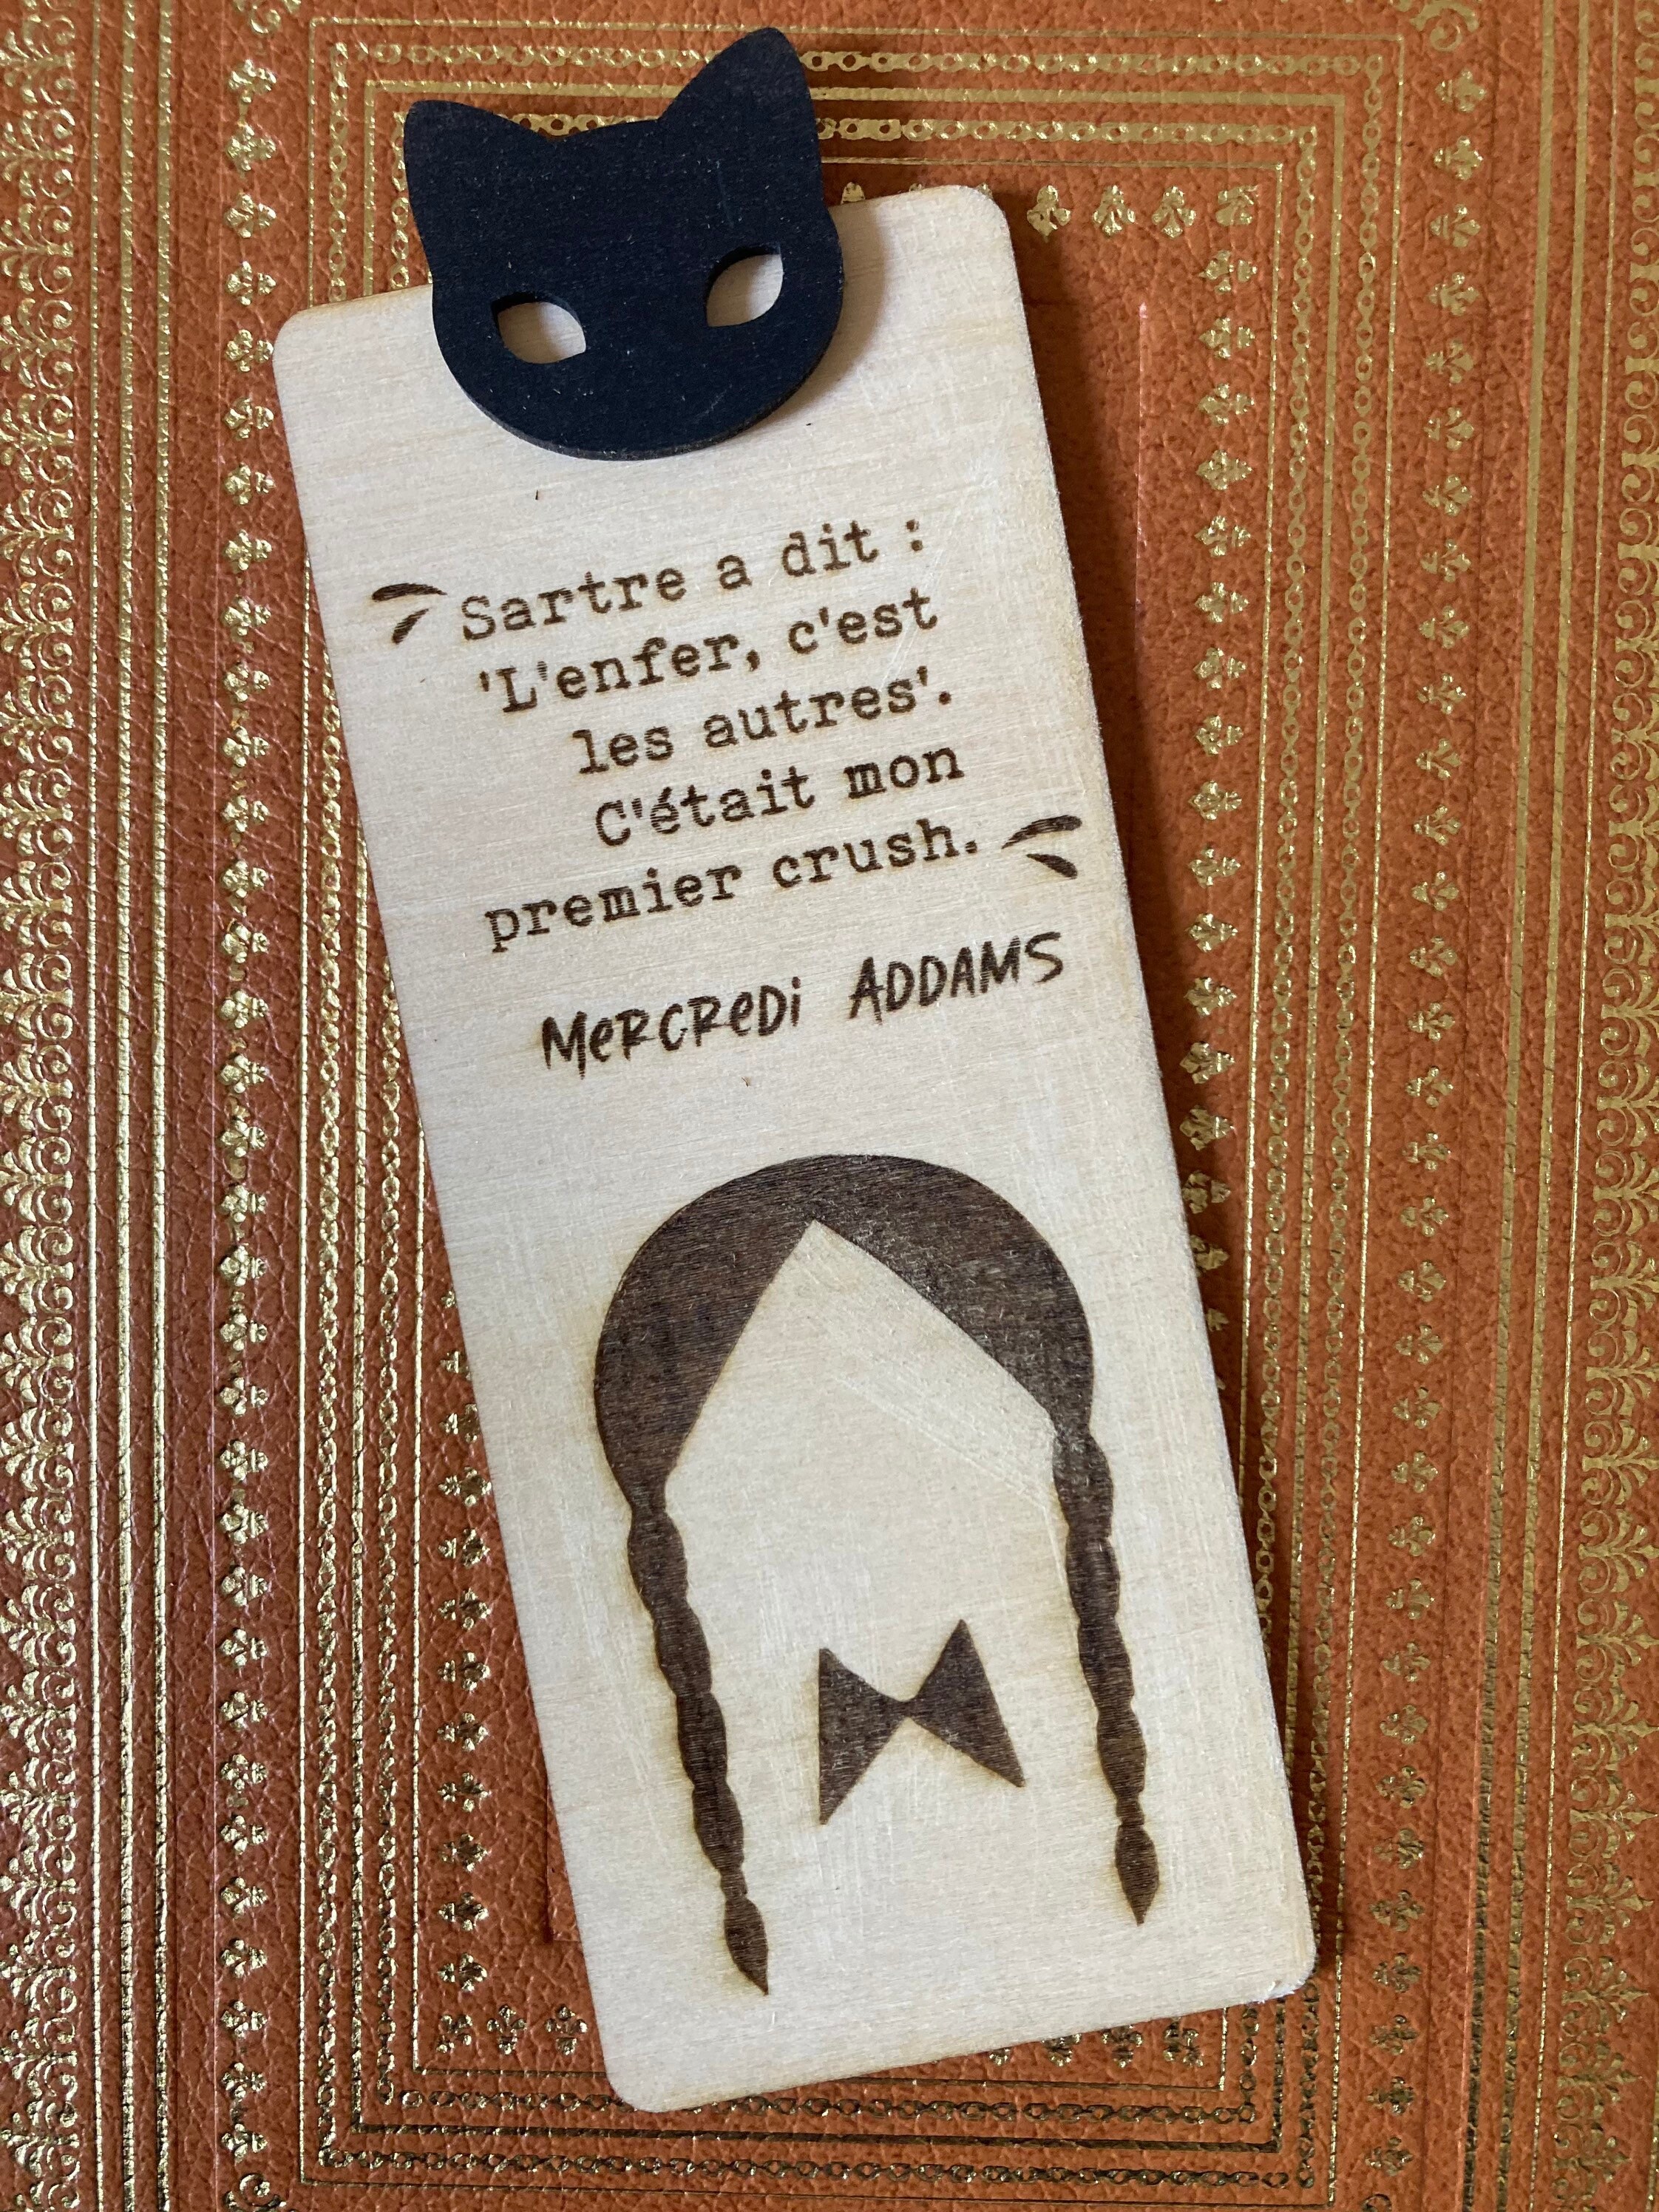 Sartre a dit :
'L'enfer, c'est
les autres'.
C'était mon
premier crush.
MeRCReDi ADDAMS